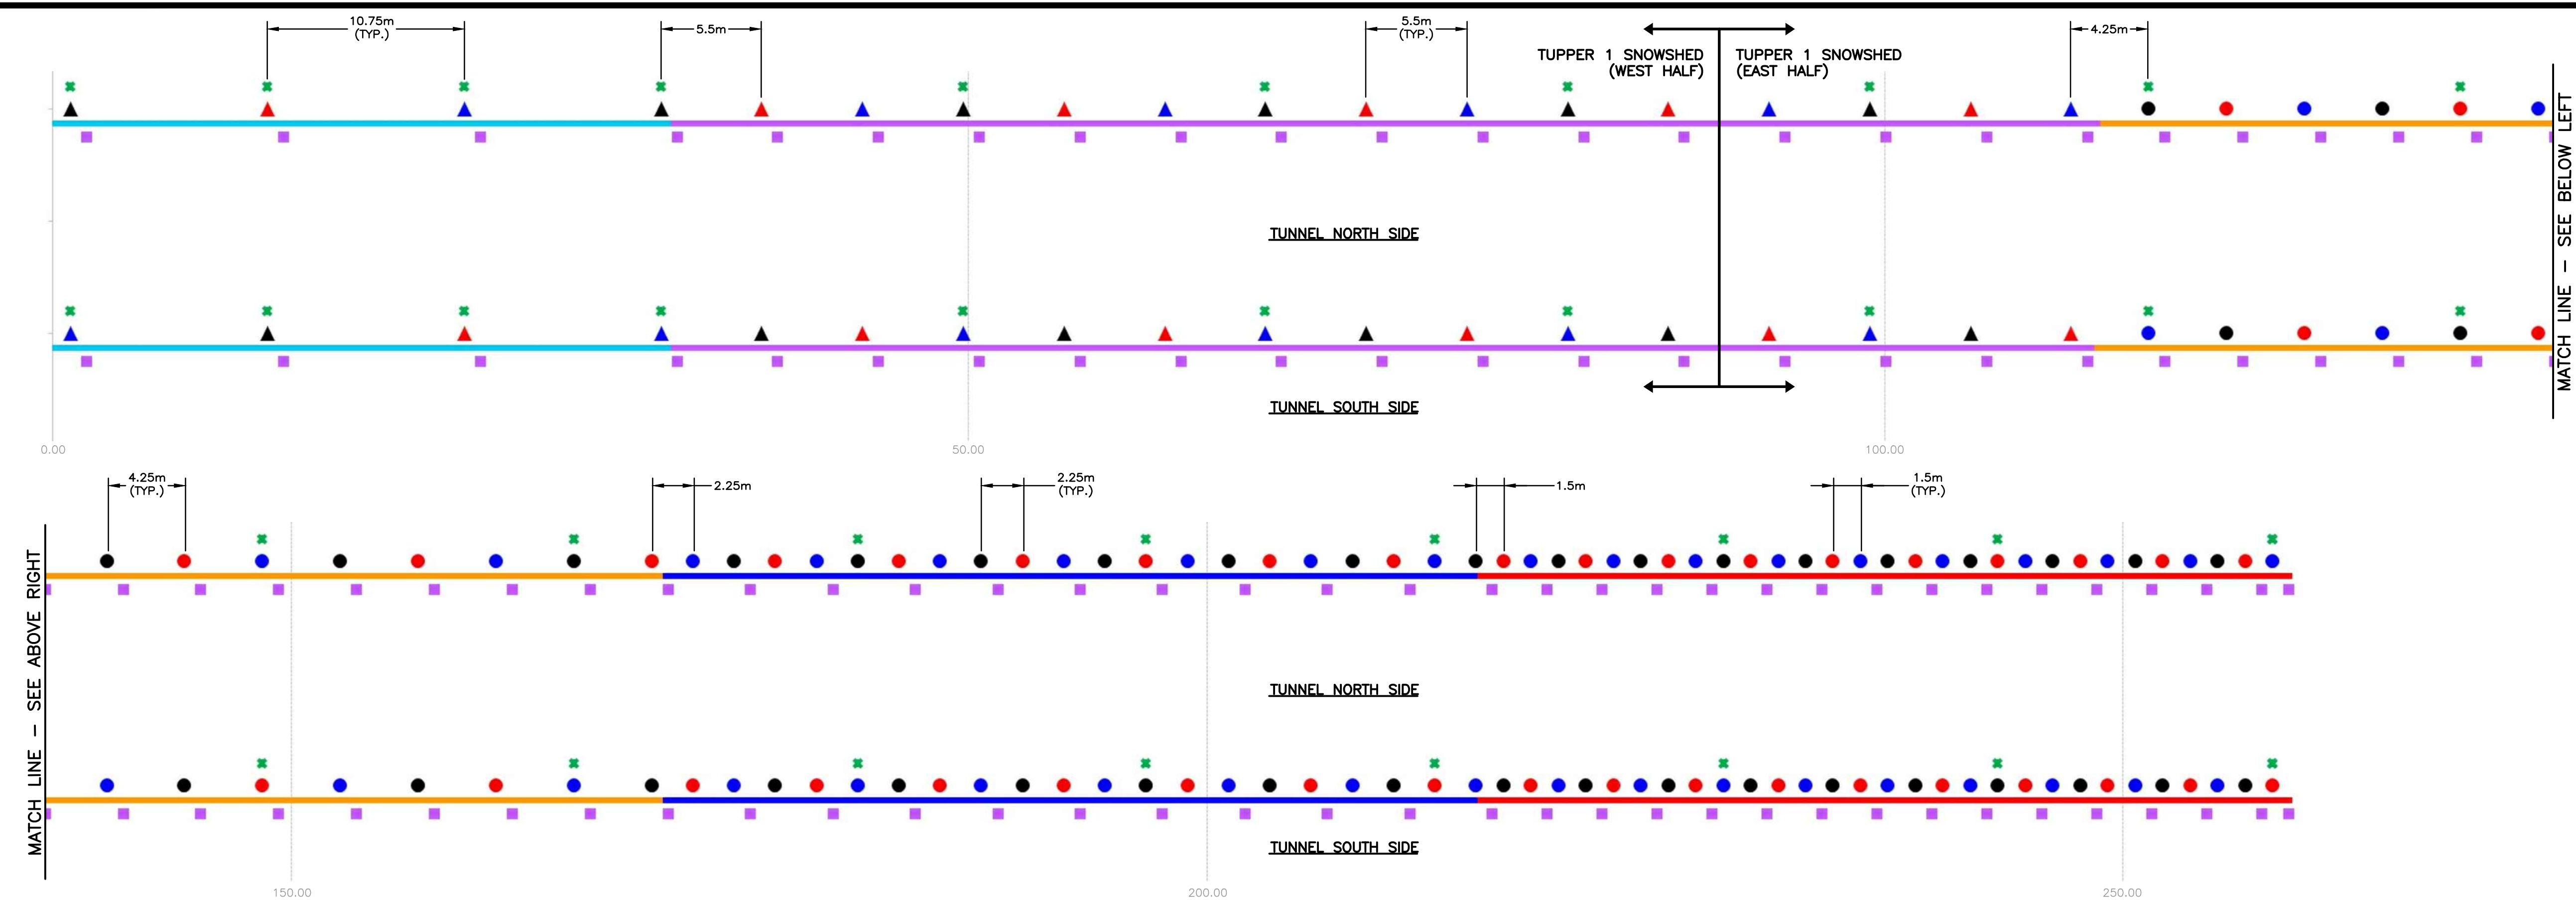 10.75m
(TYP.)
5.5m
5.5m
(TYP.)
TUPPER 1 SNOWSHED
(WEST HALF)
TUPPER 1 SNOWSHED
(EAST HALF)
4.25m
MATCH LINE - SEE BELOW LEFT
TUNNEL NORTH SIDE
TUNNEL SOUTH SIDE
0.00
50.00
100.00
4.25m
(TYP.)
2.25m
2.25m
(TYP.)
1.5m
1.5m
(TYP.)
MATCH LINE - SEE ABOVE RIGHT
TUNNEL NORTH SIDE
TUNNEL SOUTH SIDE
150.00
200.00
250.00